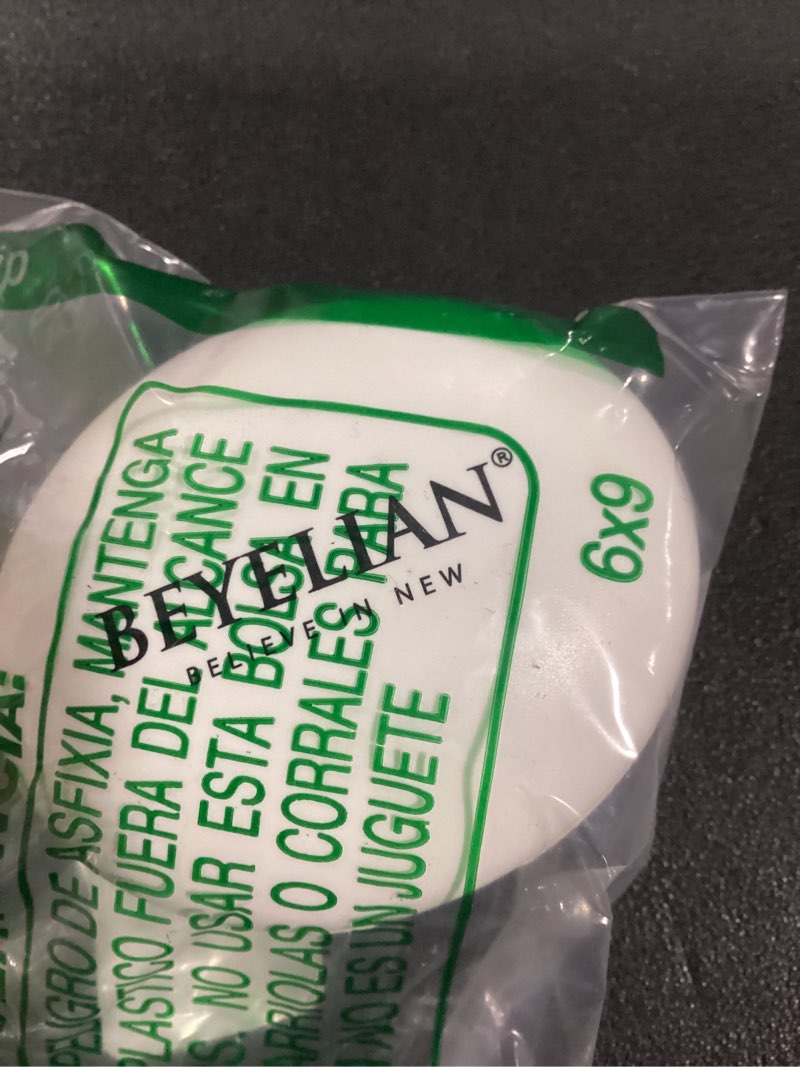 BEYELIAN®
BELIEVE IN NEW
PELIGRO DE ASFIXIA, MANTENGA
PLASTICO FUERA DEL ALCANCE
NO USAR ESTA BOLSA EN
ARRIOLAS O CORRALES PARA
NO ES UN JUGUETE
6x9